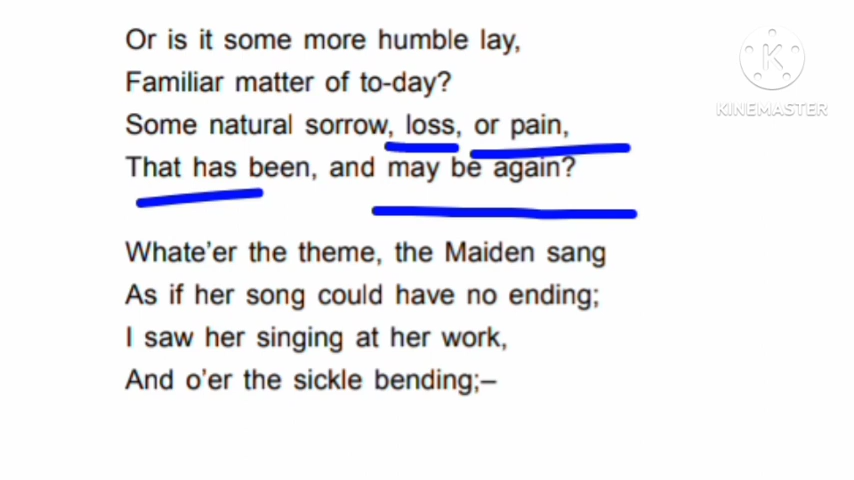 Or is it some more humble lay,
Familiar matter of to-day?
Some natural sorrow, loss, or pain,
That has been, and may be again?
Whate'er the theme, the Maiden sang
As if her song could have no ending;
I saw her singing at her work,
And o'er the sickle bending;–
K
KINEMASTER